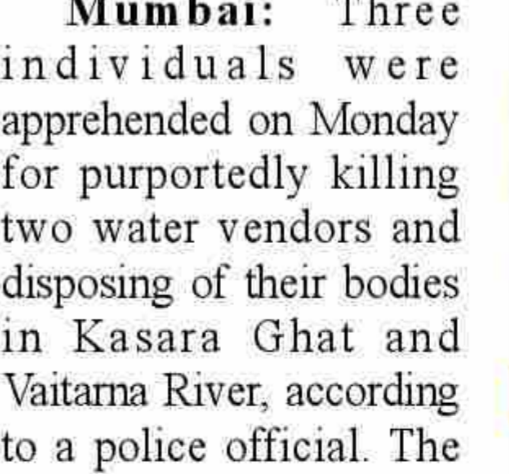 Mumbai: Three
individuals were
apprehended on Monday
for purportedly killing
two water vendors and
disposing of their bodies
in Kasara Ghat and
Vaitarna River, according
to a police official. The